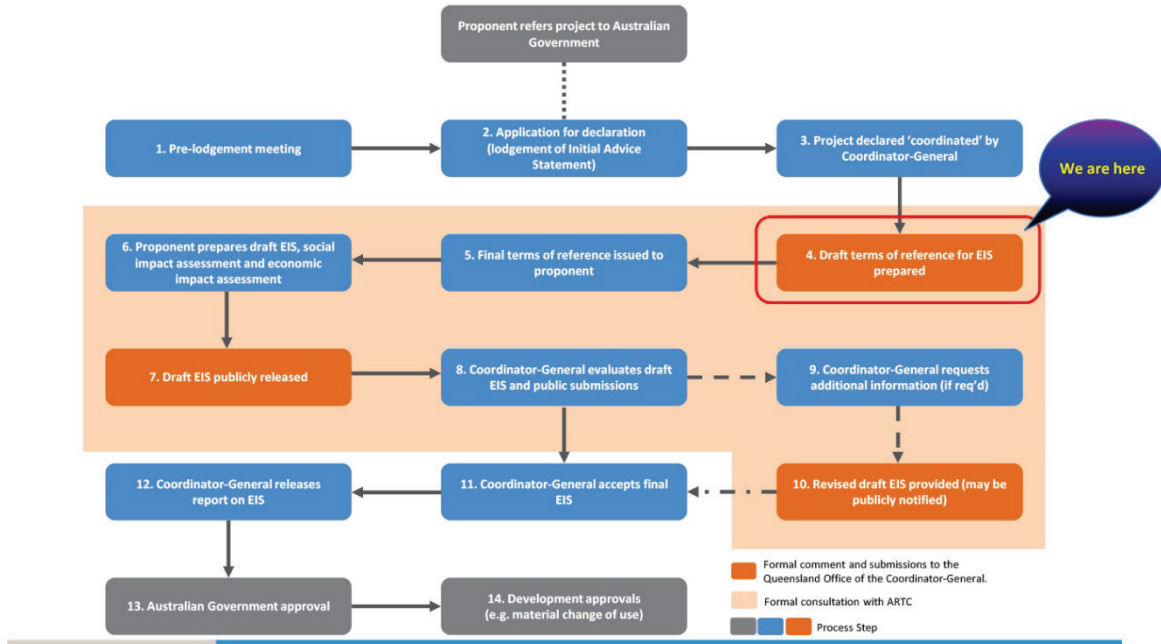 Proponent refers project to Australian
Government
1. Pre-lodgement meeting
2. Application for declaration
(lodgement of Initial Advice
Statement)
3. Project declared ‘coordinated’ by
Coordinator-General
We are here
6. Proponent prepares draft EIS, social
impact assessment and economic
impact assessment
5. Final terms of reference issued to
proponent
4. Draft terms of reference for EIS
prepared
7. Draft EIS publicly released
8. Coordinator-General evaluates draft
EIS and public submissions
9. Coordinator-General requests
additional information (if req’d)
12. Coordinator-General releases
report on EIS
11. Coordinator-General accepts final
EIS
10. Revised draft EIS provided (may be
publicly notified)
13. Australian Government approval
14. Development approvals
(e.g. material change of use)
Formal comment and submissions to the
Queensland Office of the Coordinator-General.
Formal consultation with ARTC
Process Step